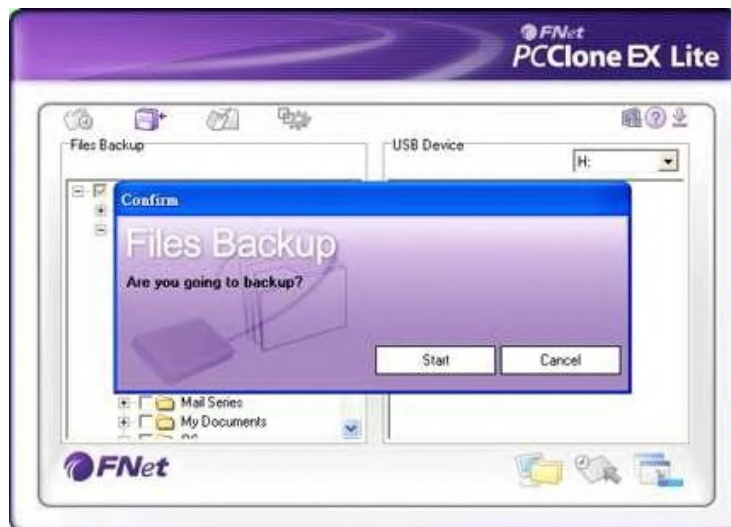 FNet
PCClone EX Lite
Files Backup
USB Device
H:
Confirm
Files Backup
Are you going to backup?
Start
Cancel
Mail Series
My Documents
FNet